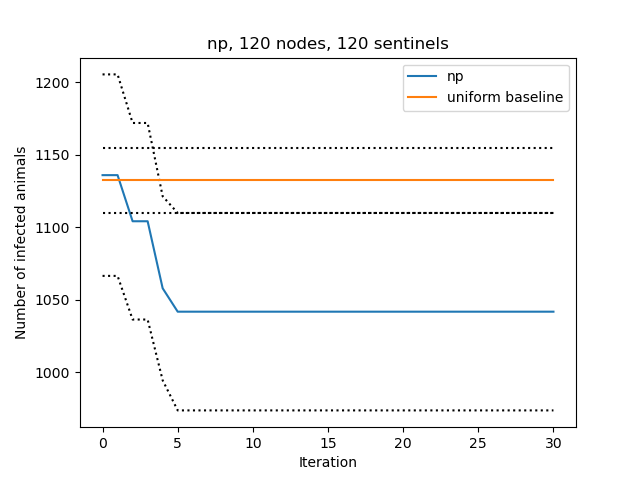 np, 120 nodes, 120 sentinels
np
uniform baseline
Number of infected animals
1200
1150
1100
1050
1000
0 5 10 15 20 25 30
Iteration